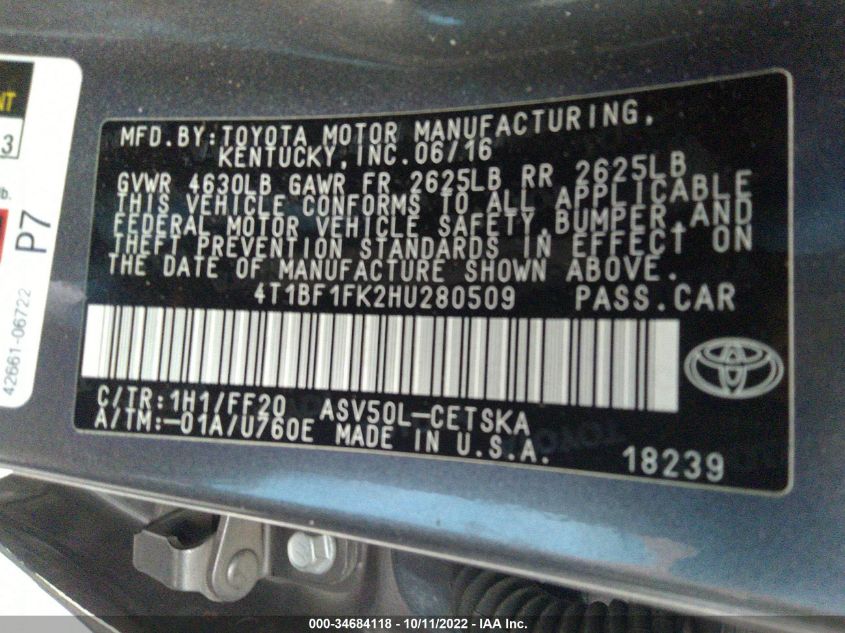 NT
3
lb.
P7
42661-06722
MFD.BY:TOYOTA MOTOR MANUFACTURING,
KENTUCKY,INC.06/16
GVWR 4630LB GAWR FR 2625LB RR 2625LB
THIS VEHICLE CONFORMS TO ALL APPLICABLE
FEDERAL MOTOR VEHICLE SAFETY,BUMPER,AND
THEFT PREVENTION STANDARDS IN EFFECT ON
THE DATE OF MANUFACTURE SHOWN ABOVE.
4T1BF1FK2HU280509 PASS.CAR
C/TR:1H1/FF20 ASV50L-CETSKA
A/TM:-01A/U760E MADE IN U.S.A.
18239
000-34684118 - 10/11/2022 - IAA Inc.